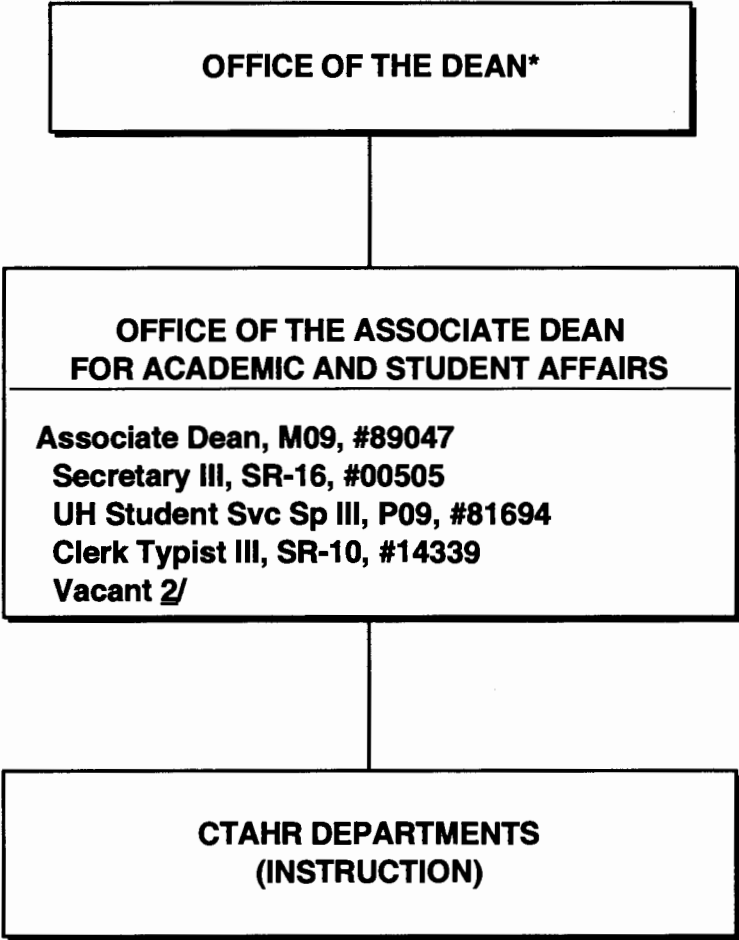 OFFICE OF THE DEAN*
OFFICE OF THE ASSOCIATE DEAN
FOR ACADEMIC AND STUDENT AFFAIRS
Associate Dean, M09, #89047
Secretary III, SR-16, #00505
UH Student Svc Sp III, P09, #81694
Clerk Typist III, SR-10, #14339
Vacant 2/
CTAHR DEPARTMENTS
(INSTRUCTION)